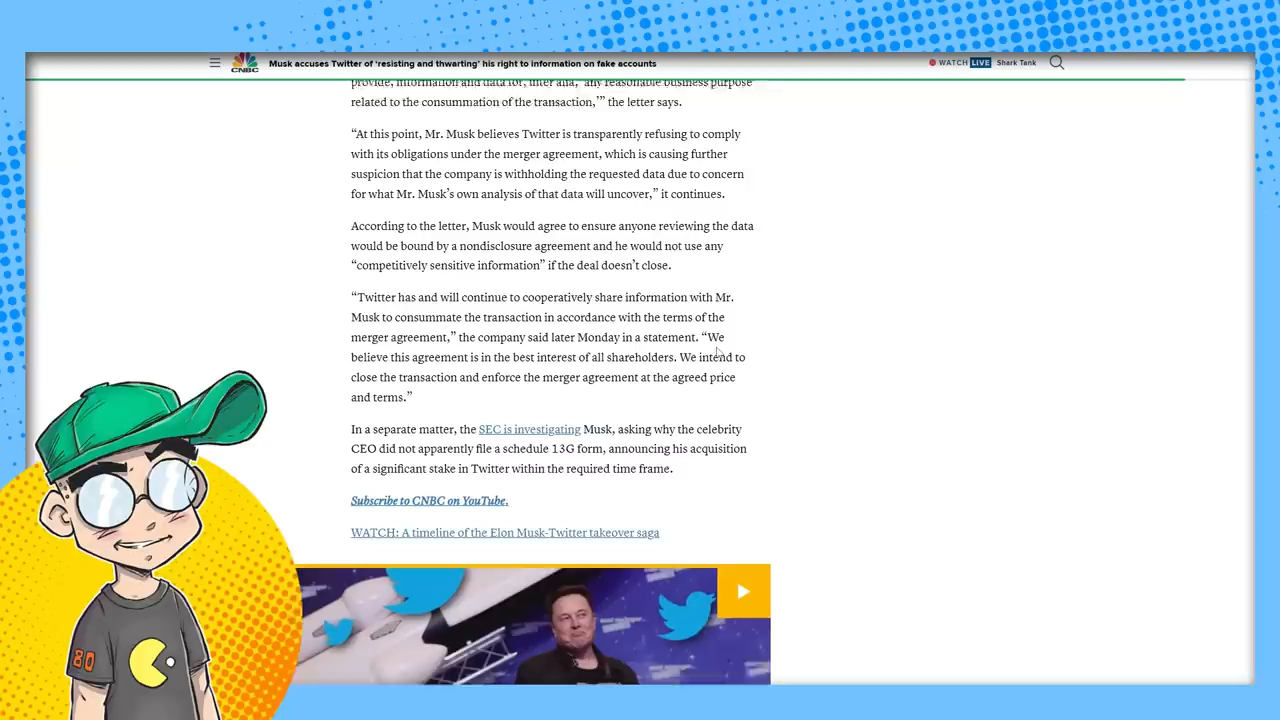 CNBC
Musk accuses Twitter of ‘resisting and thwarting’ his right to information on fake accounts
WATCH LIVE Shark Tank
provide, information and data for, inter alia, ‘any reasonable business purpose
related to the consummation of the transaction,’” the letter says.
“At this point, Mr. Musk believes Twitter is transparently refusing to comply
with its obligations under the merger agreement, which is causing further
suspicion that the company is withholding the requested data due to concern
for what Mr. Musk’s own analysis of that data will uncover,” it continues.
According to the letter, Musk would agree to ensure anyone reviewing the data
would be bound by a nondisclosure agreement and he would not use any
“competitively sensitive information” if the deal doesn’t close.
“Twitter has and will continue to cooperatively share information with Mr.
Musk to consummate the transaction in accordance with the terms of the
merger agreement,” the company said later Monday in a statement. “We
believe this agreement is in the best interest of all shareholders. We intend to
close the transaction and enforce the merger agreement at the agreed price
and terms.”
In a separate matter, the SEC is investigating Musk, asking why the celebrity
CEO did not apparently file a schedule 13G form, announcing his acquisition
of a significant stake in Twitter within the required time frame.
Subscribe to CNBC on YouTube.
WATCH: A timeline of the Elon Musk-Twitter takeover saga
80